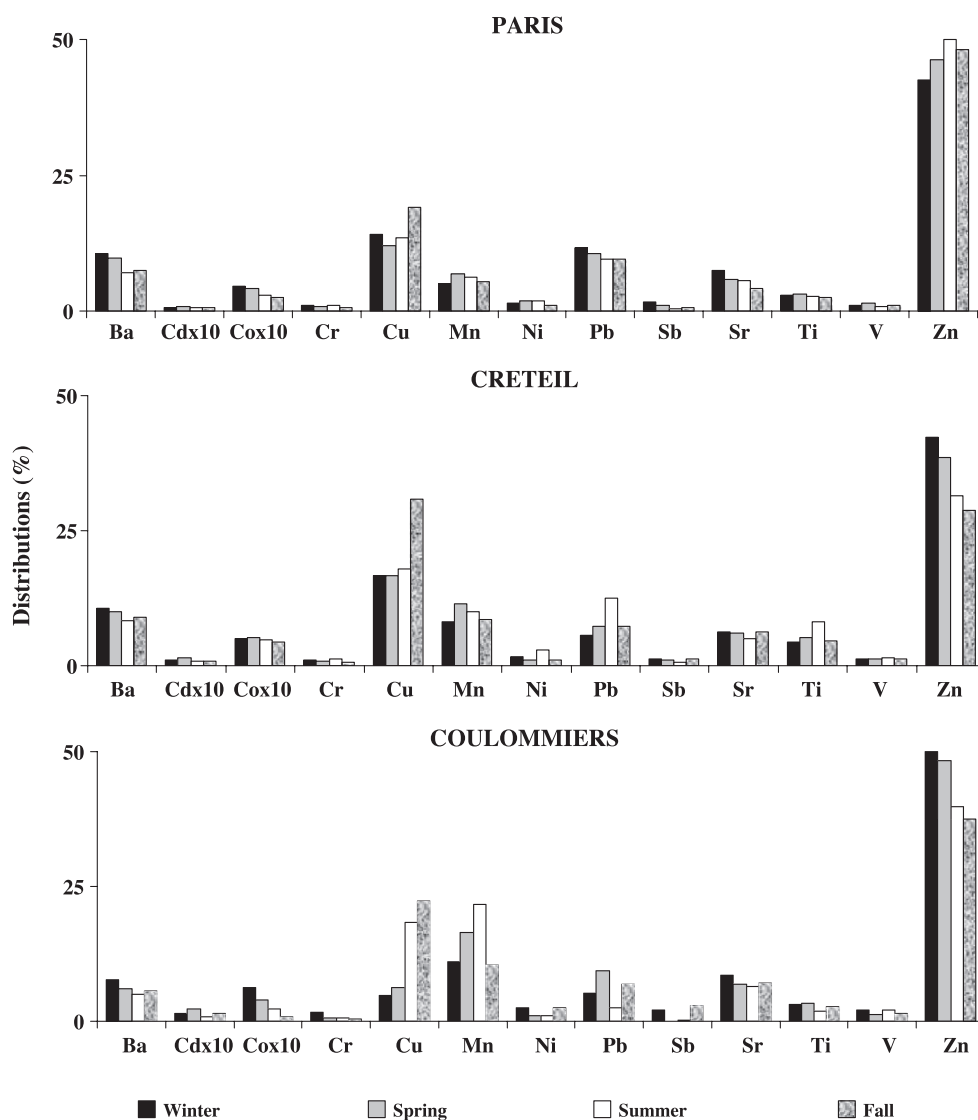 PARIS
50
25
0
Ba Cdx10 Cox10 Cr Cu Mn Ni Pb Sb Sr Ti V Zn
CRETEIL
50
25
0
Ba Cdx10 Cox10 Cr Cu Mn Ni Pb Sb Sr Ti V Zn
Distributions (%)
COULOMMIERS
50
25
0
Ba Cdx10 Cox10 Cr Cu Mn Ni Pb Sb Sr Ti V Zn
Winter Spring Summer Fall